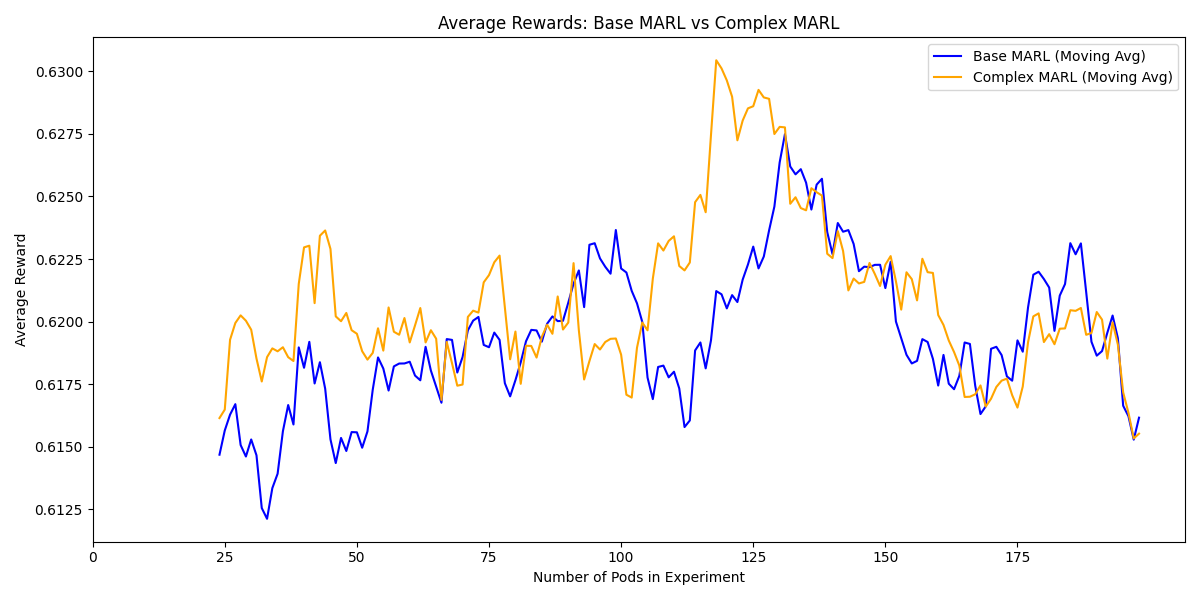 Average Rewards: Base MARL vs Complex MARL
Base MARL (Moving Avg)
Complex MARL (Moving Avg)
Average Reward
0.6300
0.6275
0.6250
0.6225
0.6200
0.6175
0.6150
0.6125
0 25 50 75 100 125 150 175
Number of Pods in Experiment